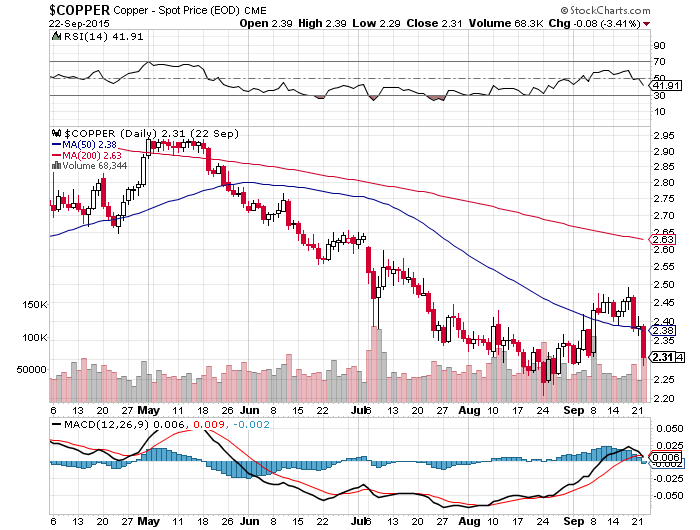 $COPPER Copper - Spot Price (EOD) CME © StockCharts.com
22-Sep-2015 Open 2.39 High 2.39 Low 2.29 Close 2.31 Volume 68.3K Chg -0.08 (-3.41%)
RSI(14) 41.91
90
70
50
41.91
30
10
$COPPER (Daily) 2.31 (22 Sep)
MA(50) 2.38
MA(200) 2.63
Volume 68,344
2.95
2.90
2.85
2.80
2.75
2.70
2.65
2.63
2.60
2.55
2.50
2.45
2.40
2.38
2.35
2.31
2.25
2.20
150K
100K
50000
6 13 20 27 May 11 18 26 Jun 8 15 22 Jul 6 13 20 27 Aug 10 17 24 Sep 8 14 21
MACD(12,26,9) 0.006, 0.009, -0.002
0.050
0.025
0.006
-0.002
-0.025
-0.050
6 13 20 27 May 11 18 26 Jun 8 15 22 Jul 6 13 20 27 Aug 10 17 24 Sep 8 14 21